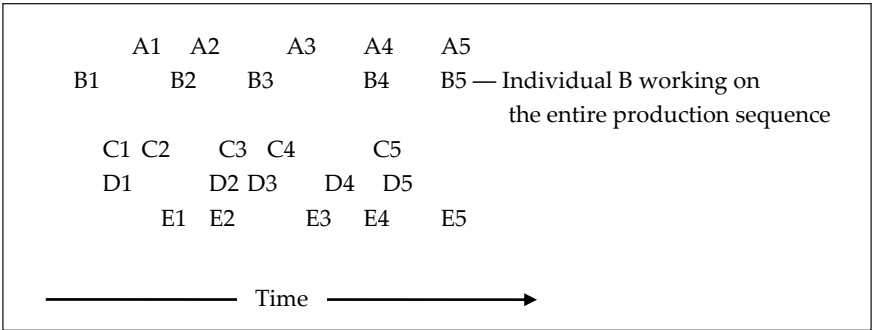 A1 A2 A3 A4 A5
B1 B2 B3 B4 B5 — Individual B working on
the entire production sequence
C1 C2 C3 C4 C5
D1 D2 D3 D4 D5
E1 E2 E3 E4 E5
Time